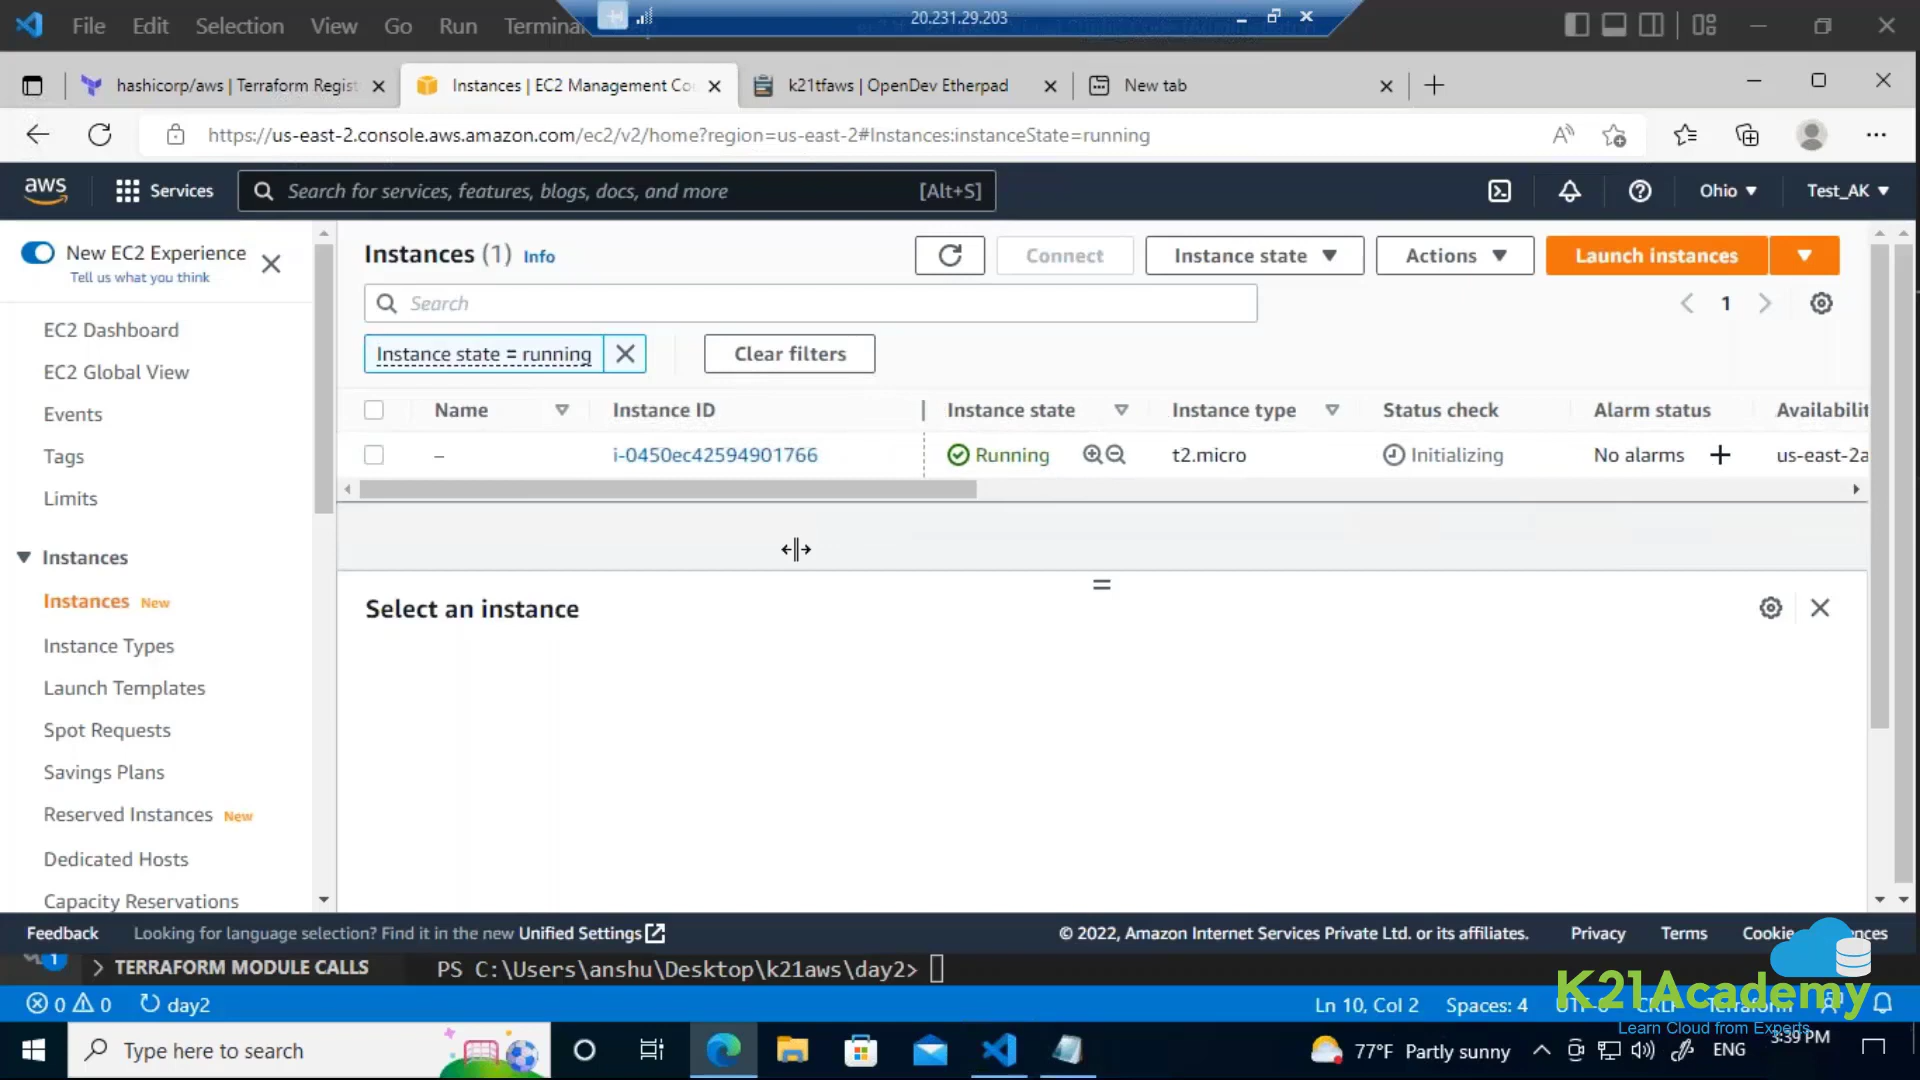 File Edit Selection View Go Run Termina
20.231.29.203
hashicorp/aws | Terraform Regist
Instances | EC2 Management Co
k21tfaws | OpenDev Etherpad
New tab
https://us-east-2.console.aws.amazon.com/ec2/v2/home?region=us-east-2#Instances:instanceState=running
aws
Services
Search for services, features, blogs, docs, and more [Alt+S]
Ohio
Test_AK
New EC2 Experience
Tell us what you think
EC2 Dashboard
EC2 Global View
Events
Tags
Limits
Instances
Instances New
Instance Types
Launch Templates
Spot Requests
Savings Plans
Reserved Instances New
Dedicated Hosts
Capacity Reservations
Instances (1) Info
Connect
Instance state
Actions
Launch instances
Search
1
Instance state = running
Clear filters
Name Instance ID Instance state Instance type Status check Alarm status Availabilit
– i-0450ec42594901766 Running t2.micro Initializing No alarms us-east-2a
Select an instance
Feedback Looking for language selection? Find it in the new Unified Settings
© 2022, Amazon Internet Services Private Ltd. or its affiliates. Privacy Terms Cookie ences
1
TERRAFORM MODULE CALLS
PS C:\Users\anshu\Desktop\k21aws\day2>
0 0 day2
Ln 10, Col 2 Spaces: 4
K21Academy
Learn Cloud from Experts
Type here to search
77°F Partly sunny
ENG
3:39 PM